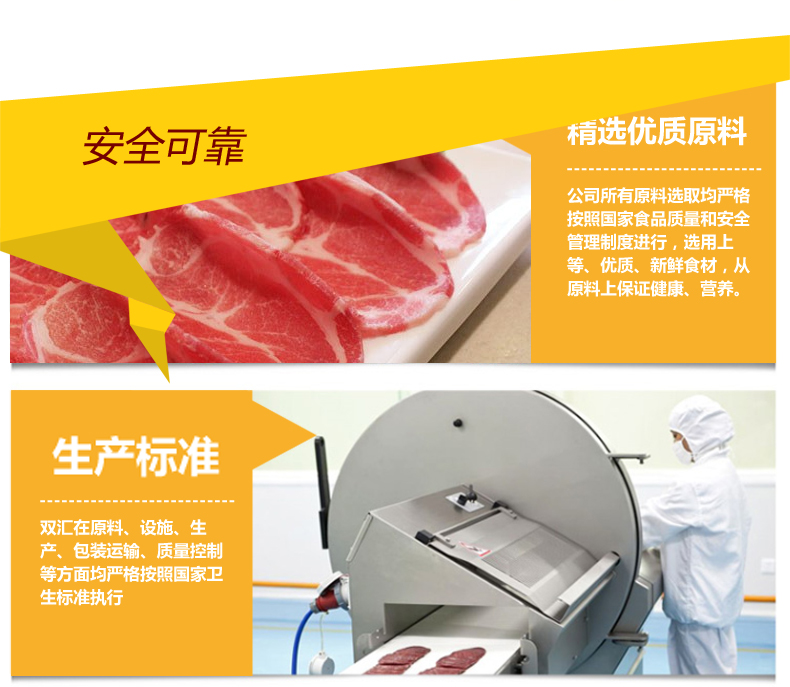 安全可靠
精选优质原料
公司所有原料选取均严格
按照国家食品质量和安全
管理制度进行，选用上
等、优质、新鲜食材，从
原料上保证健康、营养。
生产标准
双汇在原料、设施、生
产、包装运输、质量控制
等方面均严格按照国家卫
生标准执行